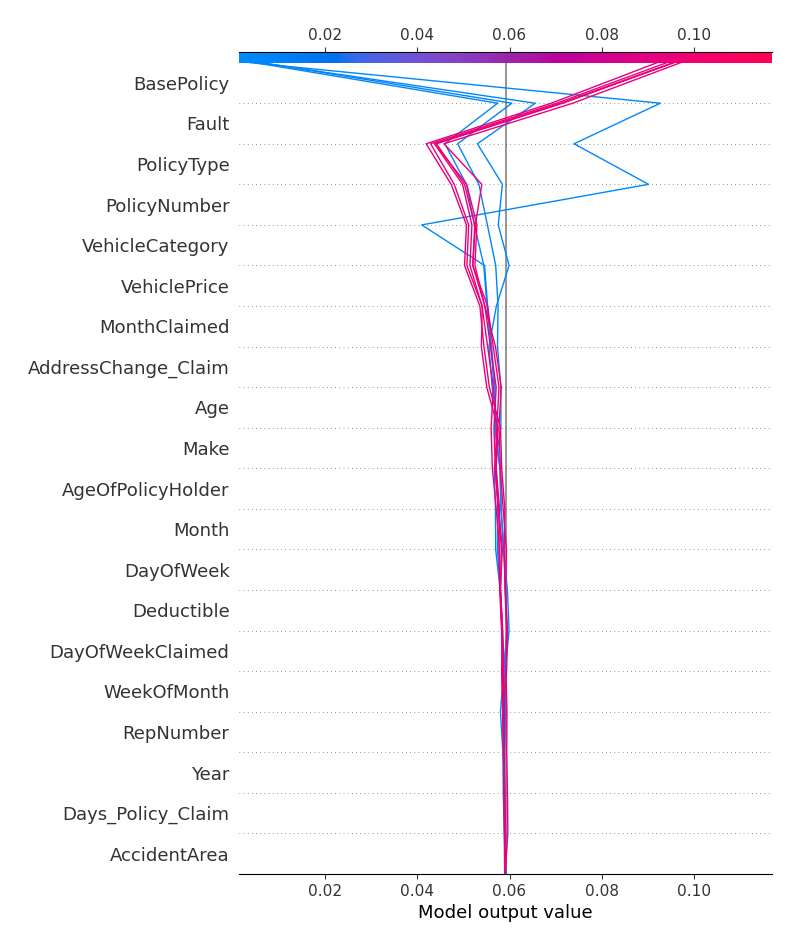 0.02 0.04 0.06 0.08 0.10
BasePolicy
Fault
PolicyType
PolicyNumber
VehicleCategory
VehiclePrice
MonthClaimed
AddressChange_Claim
Age
Make
AgeOfPolicyHolder
Month
DayOfWeek
Deductible
DayOfWeekClaimed
WeekOfMonth
RepNumber
Year
Days_Policy_Claim
AccidentArea
0.02 0.04 0.06 0.08 0.10
Model output value